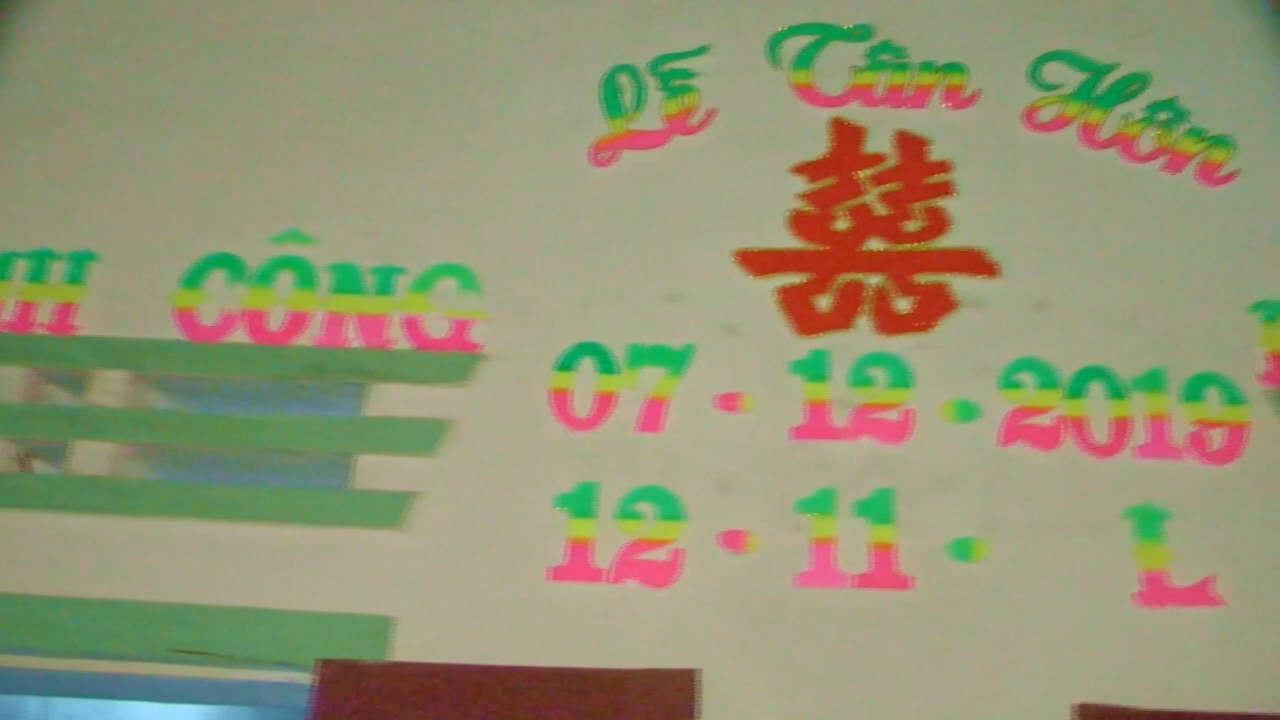 Lễ Tân Hôn
囍
CÔNG
07 · 12 · 2019
12 · 11 · L